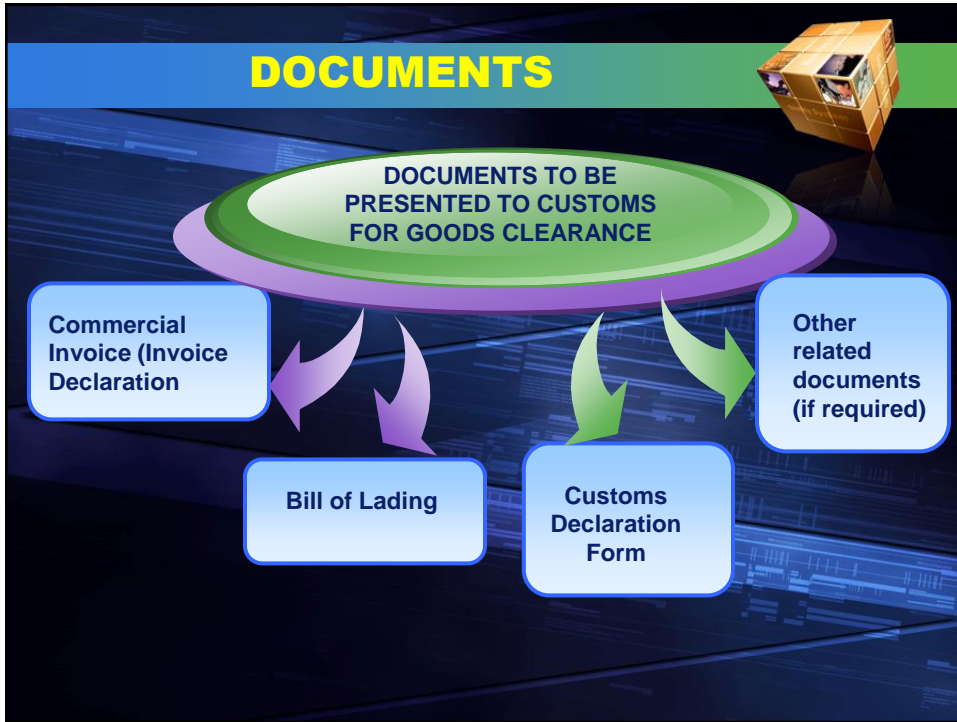 DOCUMENTS
DOCUMENTS TO BE
PRESENTED TO CUSTOMS
FOR GOODS CLEARANCE
Commercial
Invoice (Invoice
Declaration
Other
related
documents
(if required)
Bill of Lading
Customs
Declaration
Form